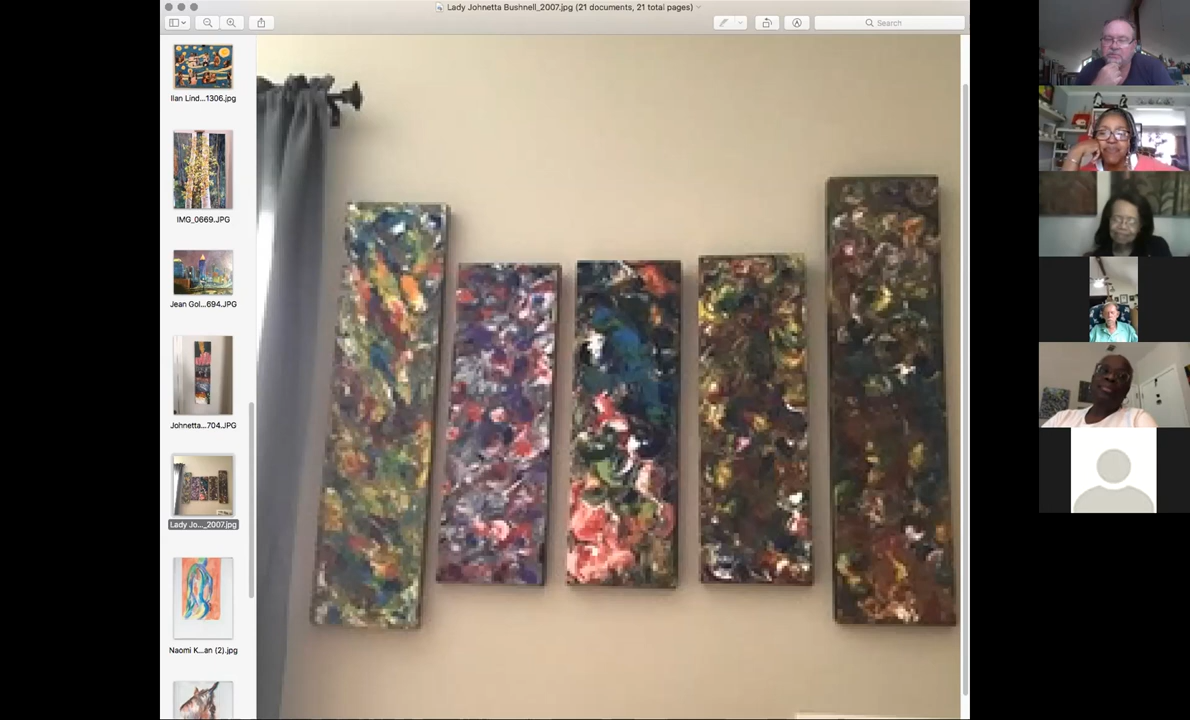 Lady Johnetta Bushnell_2007.jpg (21 documents, 21 total pages)
Search
Ilan Lind...1306.jpg
IMG_0669.JPG
Jean Gol...694.JPG
Johnetta...704.JPG
Lady Jo..._2007.jpg
Naomi K...an (2).jpg